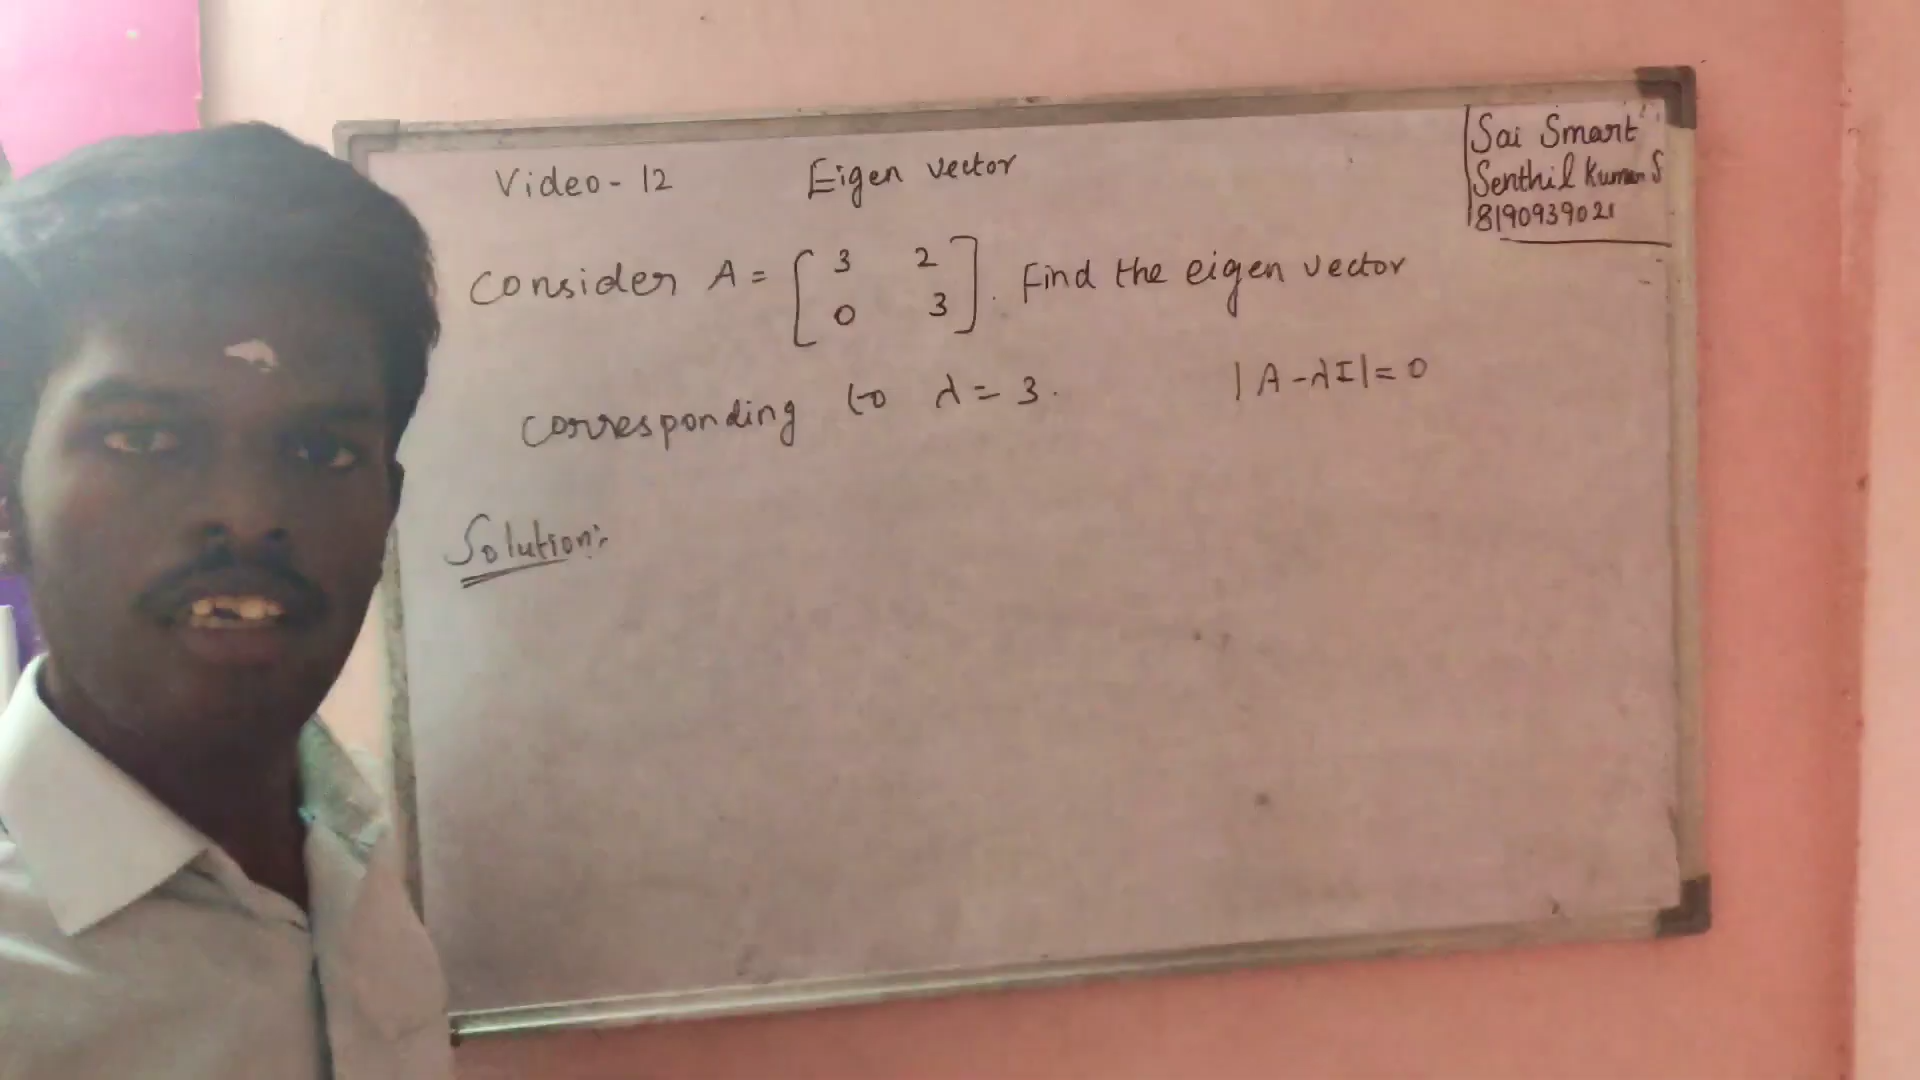 Video - 12 Eigen vector
Sai Smart
Senthil Kumar S
8190939021
Consider A = [ 3 2
0 3 ] . Find the eigen vector
corresponding to λ = 3. |A - λI| = 0
Solution:-